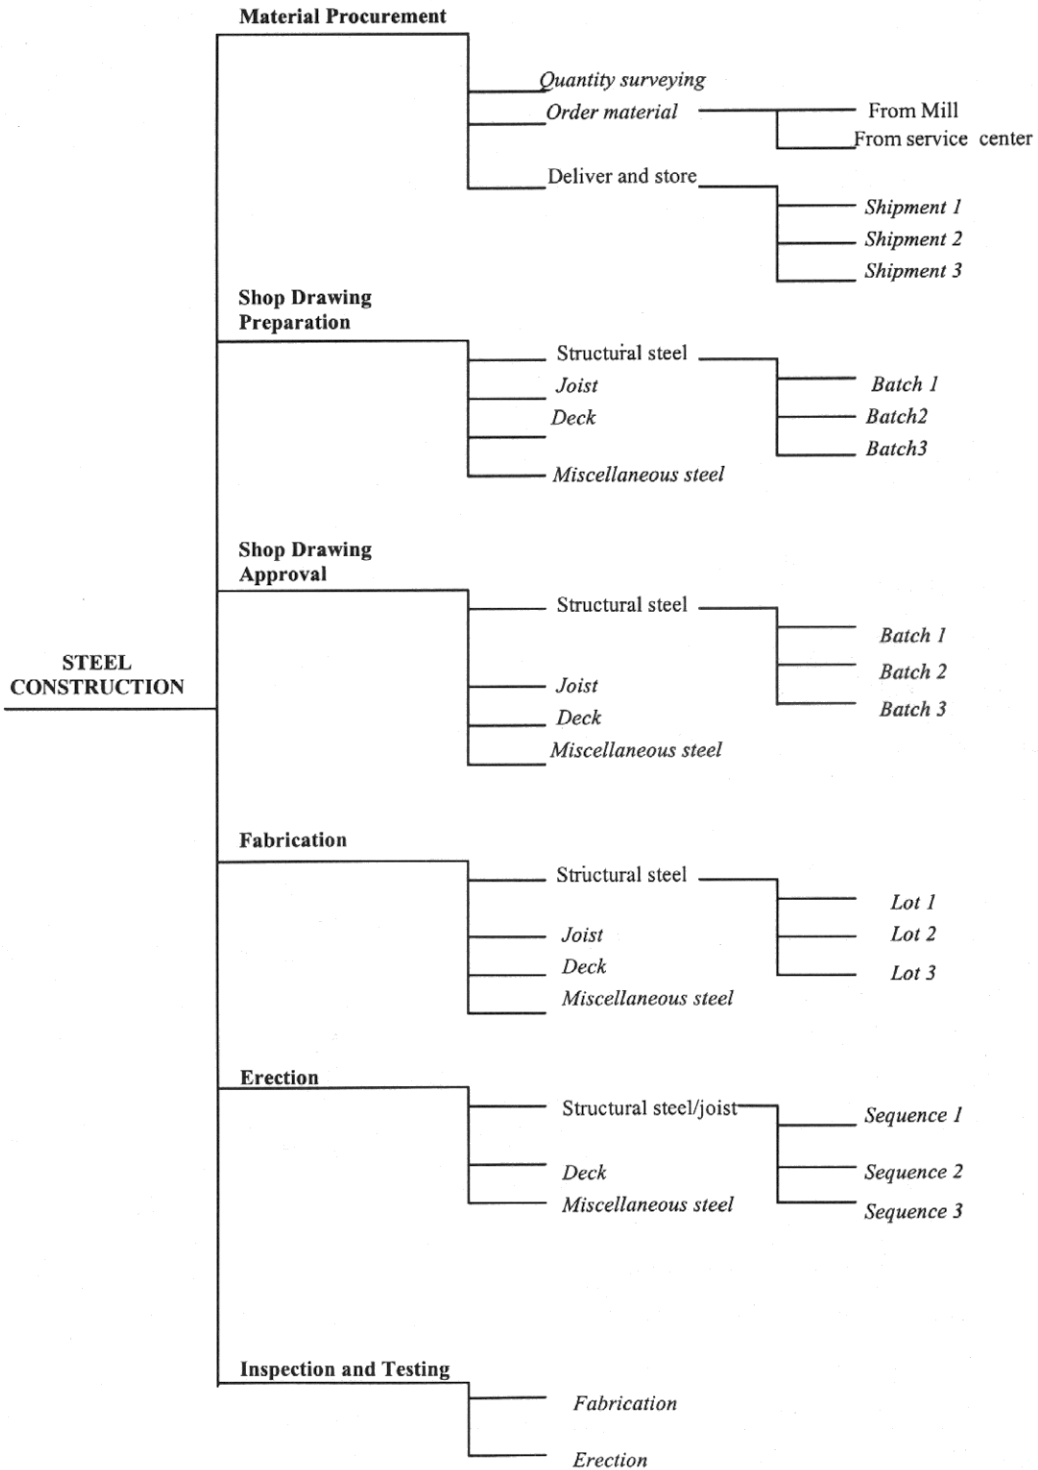 Material Procurement
Quantity surveying
Order material
From Mill
From service center
Deliver and store
Shipment 1
Shipment 2
Shipment 3
Shop Drawing
Preparation
Structural steel
Joist
Batch 1
Deck
Batch2
Batch3
Miscellaneous steel
Shop Drawing
Approval
Structural steel
Batch 1
STEEL
CONSTRUCTION
Batch 2
Joist
Batch 3
Deck
Miscellaneous steel
Fabrication
Structural steel
Lot 1
Joist
Lot 2
Deck
Lot 3
Miscellaneous steel
Erection
Structural steel/joist
Sequence 1
Deck
Sequence 2
Miscellaneous steel
Sequence 3
Inspection and Testing
Fabrication
Erection